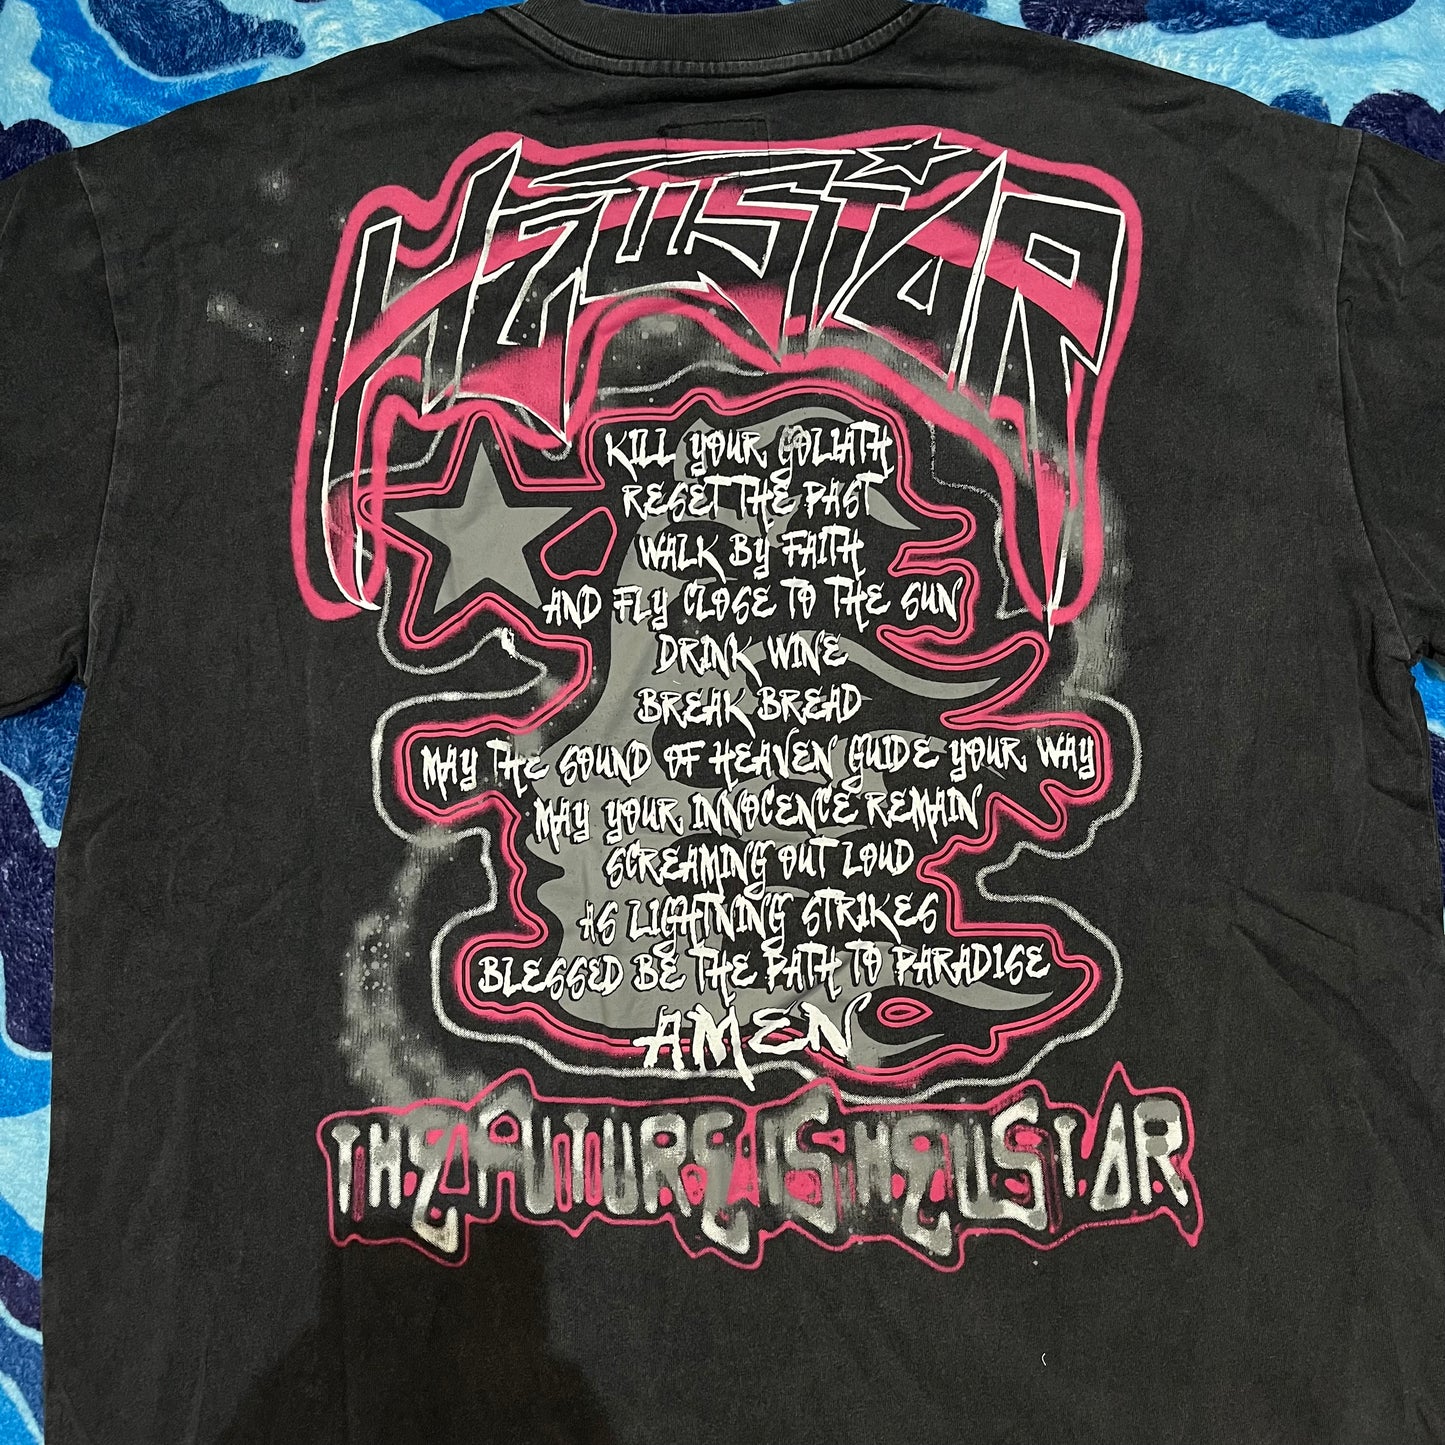 HELLSTAR
KILL YOUR GOLIATH
RESET THE PAST
WALK BY FAITH
AND FLY CLOSE TO THE SUN
DRINK WINE
BREAK BREAD
MAY THE SOUND OF HEAVEN GUIDE YOUR WAY
MAY YOUR INNOCENCE REMAIN
SCREAMING OUT LOUD
AS LIGHTNING STRIKES
BLESSED BE THE PATH TO PARADISE
AMEN
THE FUTURE IS HELLSTAR